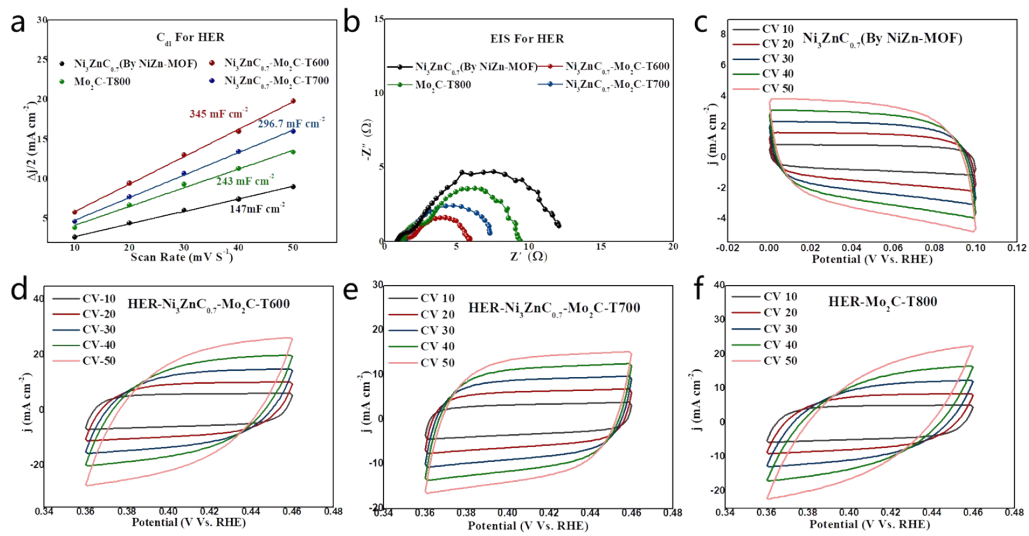 a
C_dl For HER
Ni₃ZnC₀.₇(By NiZn-MOF)
Ni₃ZnC₀.₇-Mo₂C-T600
Mo₂C-T800
Ni₃ZnC₀.₇-Mo₂C-T700
345 mF cm⁻²
296.7 mF cm⁻²
243 mF cm⁻²
147mF cm⁻²
Δj/2 (mA cm⁻²)
30
25
20
15
10
5
10
20
30
40
50
Scan Rate (mV S⁻¹)
b
EIS For HER
Ni₃ZnC₀.₇(By NiZn-MOF)
Ni₃ZnC₀.₇-Mo₂C-T600
Mo₂C-T800
Ni₃ZnC₀.₇-Mo₂C-T700
-Z″ (Ω)
15
10
5
0
0
5
10
15
20
Z′ (Ω)
c
CV 10
CV 20
CV 30
CV 40
CV 50
Ni₃ZnC₀.₇(By NiZn-MOF)
j (mA cm⁻²)
8
6
4
2
0
-2
-4
-0.02
0.00
0.02
0.04
0.06
0.08
0.10
0.12
Potential (V Vs. RHE)
d
HER-Ni₃ZnC₀.₇-Mo₂C-T600
CV-10
CV-20
CV-30
CV-40
CV-50
j (mA cm⁻²)
40
20
0
-20
0.34
0.36
0.38
0.40
0.42
0.44
0.46
0.48
Potential (V Vs. RHE)
e
HER-Ni₃ZnC₀.₇-Mo₂C-T700
CV 10
CV 20
CV 30
CV 40
CV 50
j (mA cm⁻²)
30
20
10
0
-10
-20
0.34
0.36
0.38
0.40
0.42
0.44
0.46
0.48
Potential (V Vs. RHE)
f
HER-Mo₂C-T800
CV 10
CV 20
CV 30
CV 40
CV 50
j (mA cm⁻²)
40
30
20
10
0
-10
-20
0.34
0.36
0.38
0.40
0.42
0.44
0.46
0.48
Potential (V Vs. RHE)